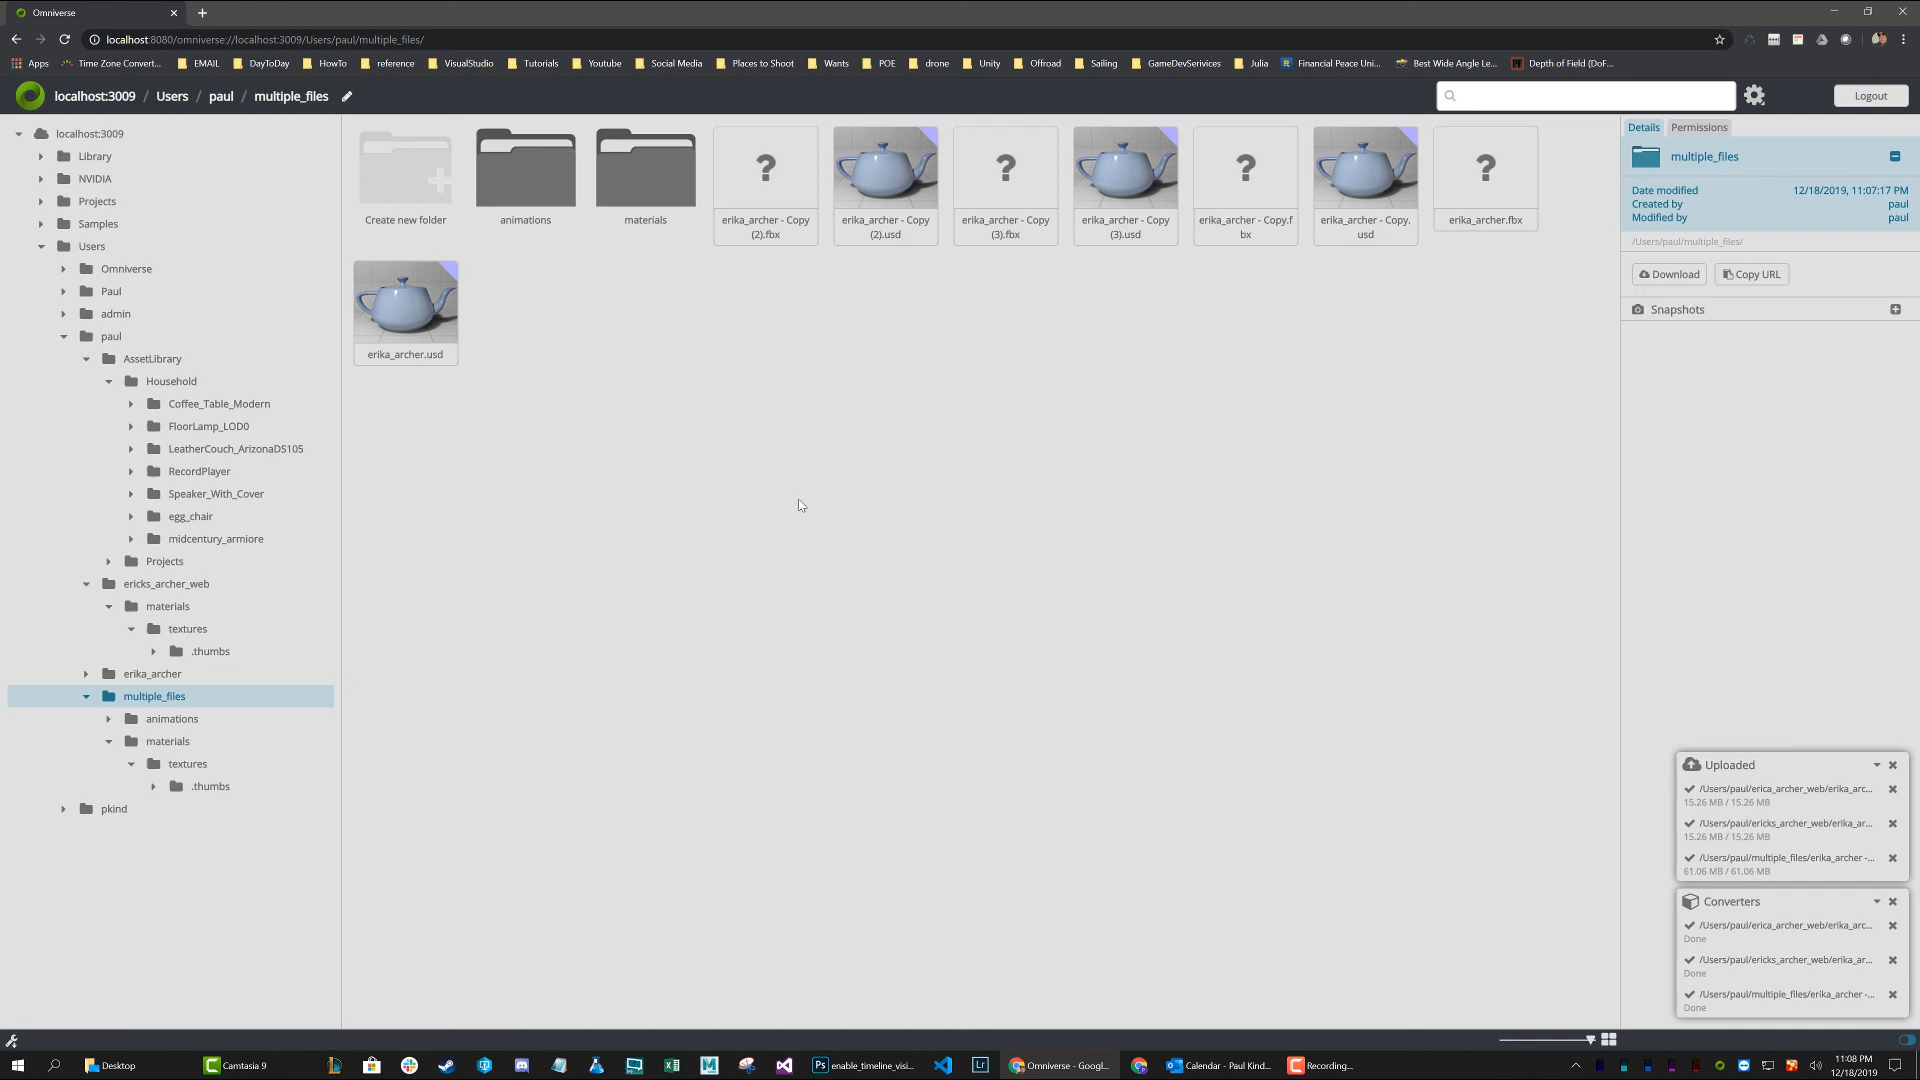 Omniverse
localhost:8080/omniverse://localhost:3009/Users/paul/multiple_files/
Apps
Time Zone Convert...
EMAIL
DayToDay
HowTo
reference
VisualStudio
Tutorials
Youtube
Social Media
Places to Shoot
Wants
POE
drone
Unity
Offroad
Sailing
GameDevSerivices
Julia
Financial Peace Uni...
Best Wide Angle Le...
Depth of Field (DoF...
localhost:3009 / Users / paul / multiple_files
Logout
localhost:3009
Library
NVIDIA
Projects
Samples
Users
Omniverse
Paul
admin
paul
AssetLibrary
Household
Coffee_Table_Modern
FloorLamp_LOD0
LeatherCouch_ArizonaDS105
RecordPlayer
Speaker_With_Cover
egg_chair
midcentury_armiore
Projects
ericks_archer_web
materials
textures
.thumbs
erika_archer
multiple_files
animations
materials
textures
.thumbs
pkind
Create new folder
animations
materials
erika_archer - Copy
(2).fbx
erika_archer - Copy
(2).usd
erika_archer - Copy
(3).fbx
erika_archer - Copy
(3).usd
erika_archer - Copy.f
bx
erika_archer - Copy.
usd
erika_archer.fbx
erika_archer.usd
Details
Permissions
multiple_files
Date modified 12/18/2019, 11:07:17 PM
Created by paul
Modified by paul
/Users/paul/multiple_files/
Download
Copy URL
Snapshots
Uploaded
/Users/paul/erica_archer_web/erika_arc...
15.26 MB / 15.26 MB
/Users/paul/ericks_archer_web/erika_ar...
15.26 MB / 15.26 MB
/Users/paul/multiple_files/erika_archer -...
61.06 MB / 61.06 MB
Converters
/Users/paul/erica_archer_web/erika_arc...
Done
/Users/paul/ericks_archer_web/erika_ar...
Done
/Users/paul/multiple_files/erika_archer -...
Done
Desktop
Camtasia 9
enable_timeline_visi...
Omniverse - Googl...
Calendar - Paul Kind...
Recording...
11:08 PM
12/18/2019